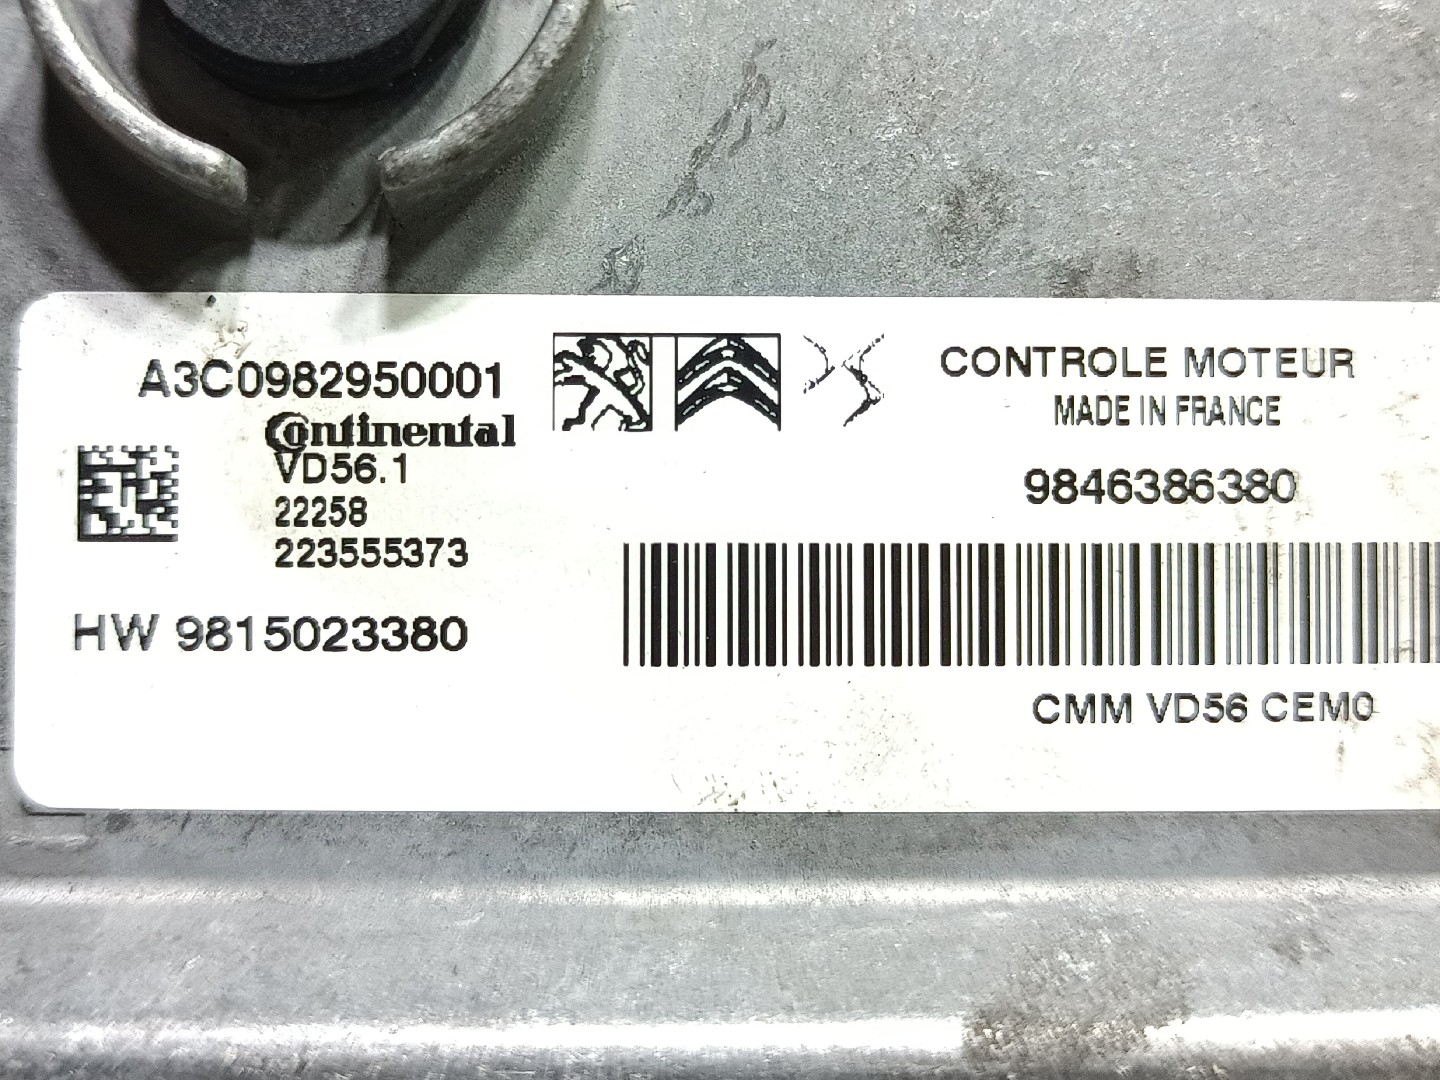 A3C0982950001
Continental
VD56.1
22258
223555373
HW 9815023380
CONTROLE MOTEUR
MADE IN FRANCE
9846386380
CMM VD56 CEM0